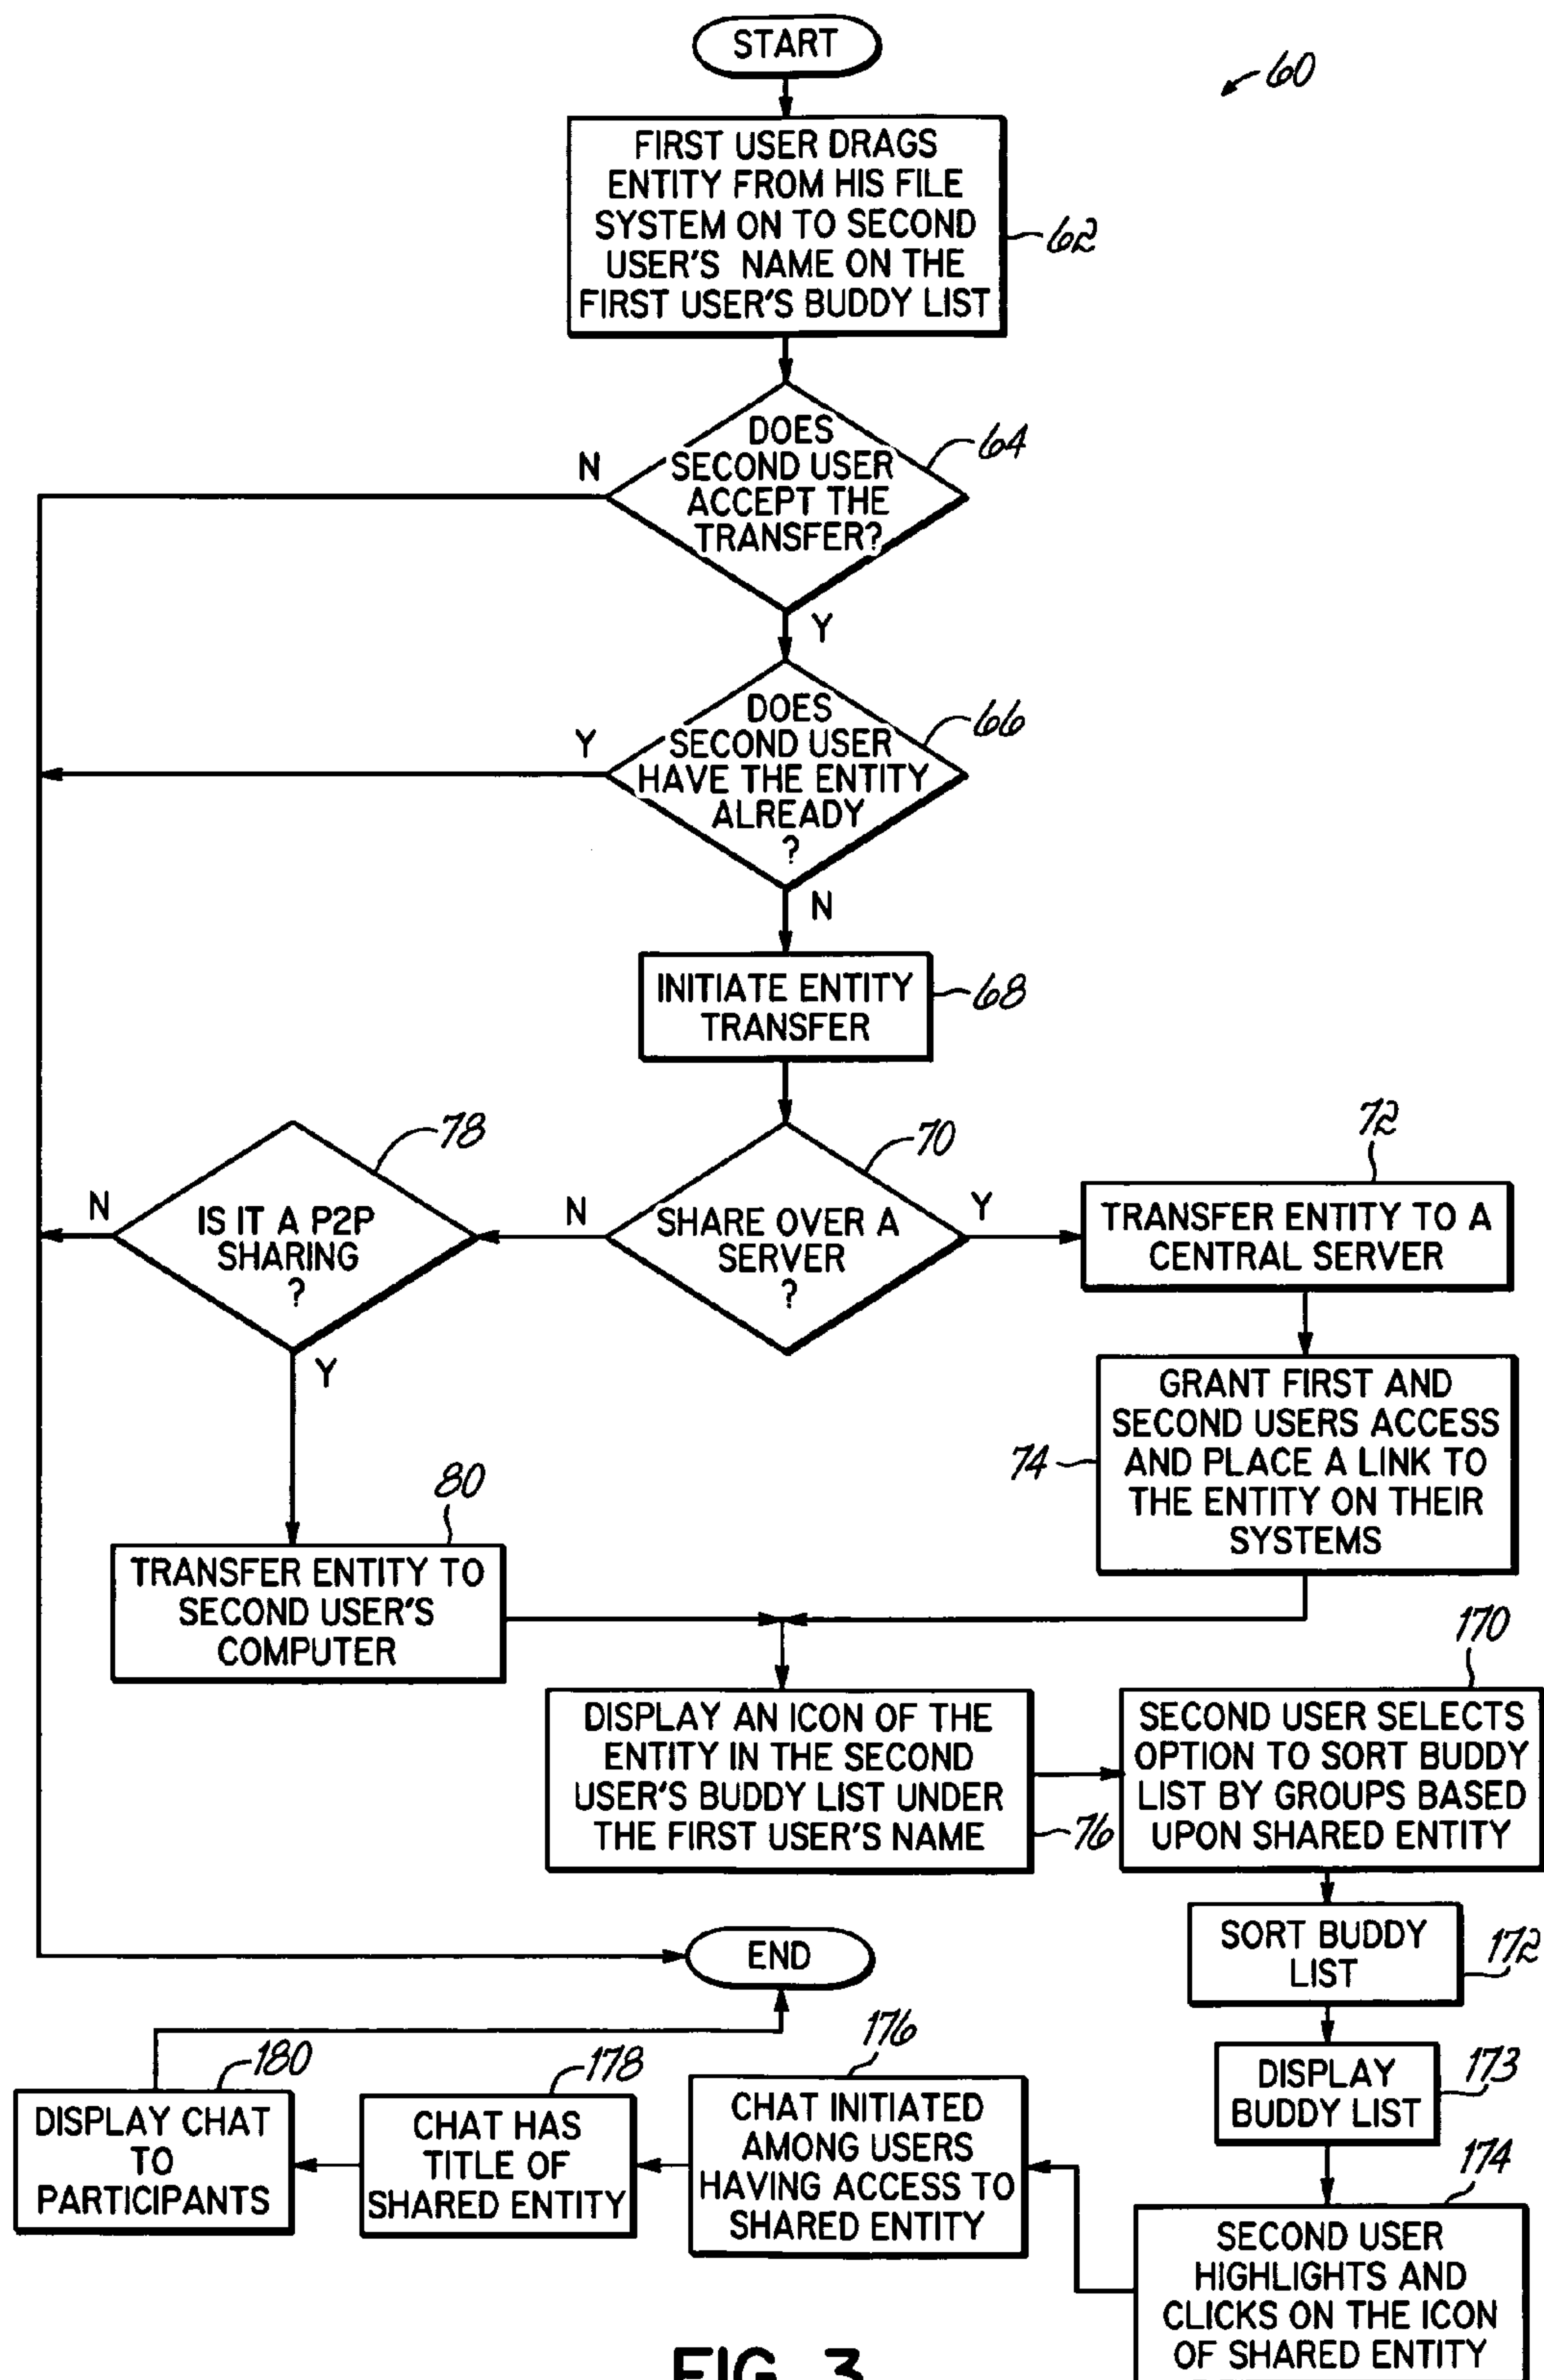 START
60
FIRST USER DRAGS
ENTITY FROM HIS FILE
SYSTEM ON TO SECOND
USER'S NAME ON THE
FIRST USER'S BUDDY LIST
62
DOES
SECOND USER
ACCEPT THE
TRANSFER?
64
N
Y
DOES
SECOND USER
HAVE THE ENTITY
ALREADY
?
66
Y
N
INITIATE ENTITY
TRANSFER
68
78
IS IT A P2P
SHARING
?
N
Y
70
SHARE OVER A
SERVER
?
N
Y
72
TRANSFER ENTITY TO A
CENTRAL SERVER
74
GRANT FIRST AND
SECOND USERS ACCESS
AND PLACE A LINK TO
THE ENTITY ON THEIR
SYSTEMS
80
TRANSFER ENTITY TO
SECOND USER'S
COMPUTER
DISPLAY AN ICON OF THE
ENTITY IN THE SECOND
USER'S BUDDY LIST UNDER
THE FIRST USER'S NAME
76
170
SECOND USER SELECTS
OPTION TO SORT BUDDY
LIST BY GROUPS BASED
UPON SHARED ENTITY
SORT BUDDY
LIST
172
DISPLAY
BUDDY LIST
173
174
SECOND USER
HIGHLIGHTS AND
CLICKS ON THE ICON
OF SHARED ENTITY
176
CHAT INITIATED
AMONG USERS
HAVING ACCESS TO
SHARED ENTITY
178
CHAT HAS
TITLE OF
SHARED ENTITY
180
DISPLAY CHAT
TO
PARTICIPANTS
END
FIG. 3